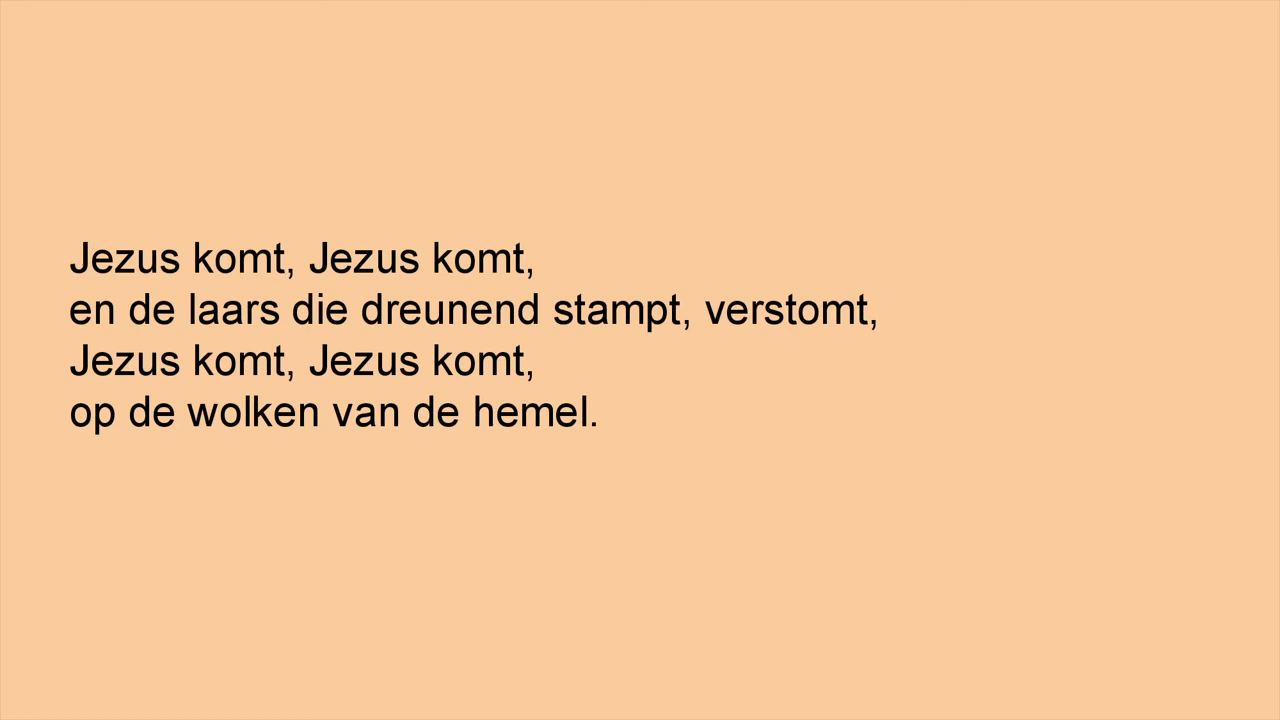 Jezus komt, Jezus komt,
en de laars die dreunend stampt, verstomt,
Jezus komt, Jezus komt,
op de wolken van de hemel.